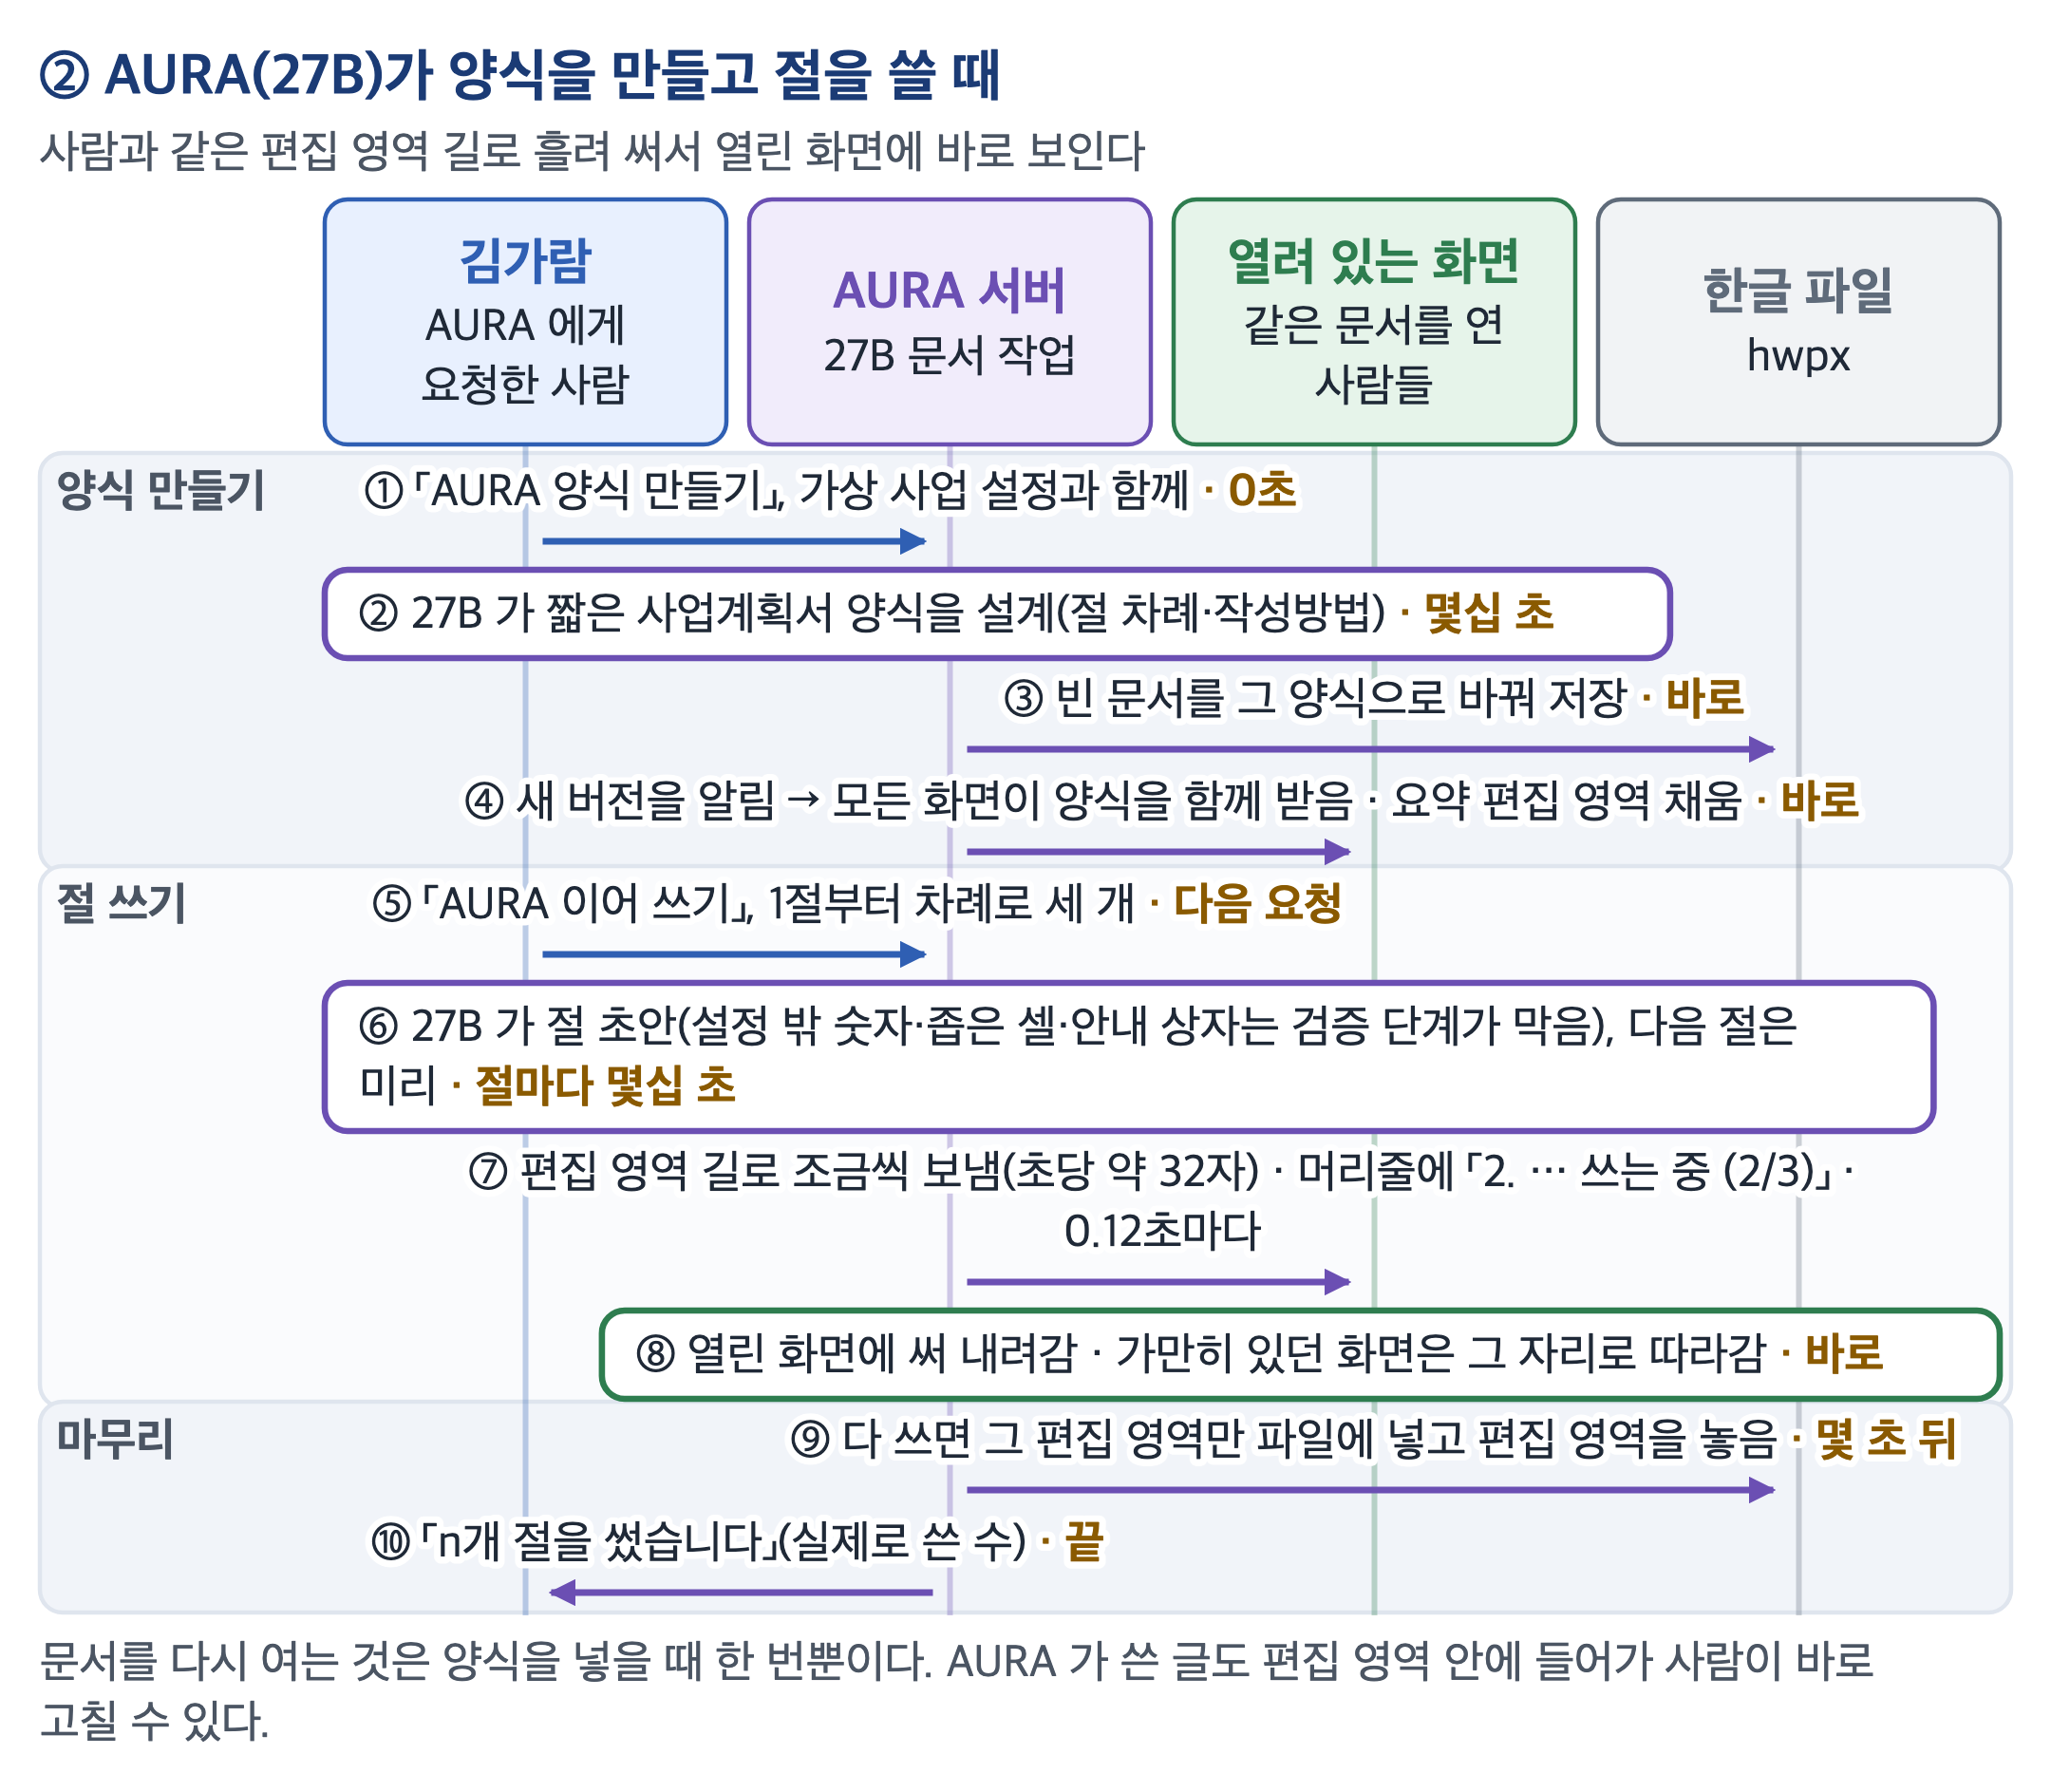 ② AURA(27B)가 양식을 만들고 절을 쓸 때
사람과 같은 편집 영역 길로 흘려 써서 열린 화면에 바로 보인다
김가람
AURA 에게
요청한 사람
AURA 서버
27B 문서 작업
열려 있는 화면
같은 문서를 연
사람들
한글 파일
hwpx
양식 만들기
① 「AURA 양식 만들기」, 가상 사업 설정과 함께 · 0초
② 27B 가 짧은 사업계획서 양식을 설계(절 차례·작성방법) · 몇십 초
③ 빈 문서를 그 양식으로 바꿔 저장 · 바로
④ 새 버전을 알림 → 모든 화면이 양식을 함께 받음 · 요약 편집 영역 채움 · 바로
절 쓰기
⑤ 「AURA 이어 쓰기」, 1절부터 차례로 세 개 · 다음 요청
⑥ 27B 가 절 초안(설정 밖 숫자·좁은 셀·안내 상자는 검증 단계가 막음), 다음 절은
미리 · 절마다 몇십 초
⑦ 편집 영역 길로 조금씩 보냄(초당 약 32자) · 머리줄에 「2. … 쓰는 중 (2/3)」 ·
0.12초마다
⑧ 열린 화면에 써 내려감 · 가만히 있던 화면은 그 자리로 따라감 · 바로
마무리
⑨ 다 쓰면 그 편집 영역만 파일에 넣고 편집 영역을 놓음 · 몇 초 뒤
⑩ 「n개 절을 썼습니다」(실제로 쓴 수) · 끝
문서를 다시 여는 것은 양식을 넣을 때 한 번뿐이다. AURA 가 쓴 글도 편집 영역 안에 들어가 사람이 바로
고칠 수 있다.